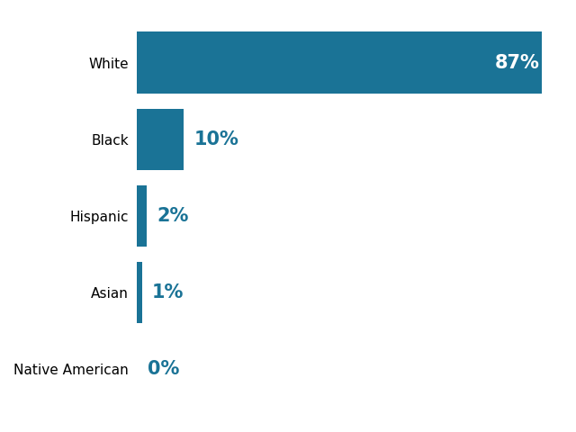 White 87%
Black 10%
Hispanic 2%
Asian 1%
Native American 0%